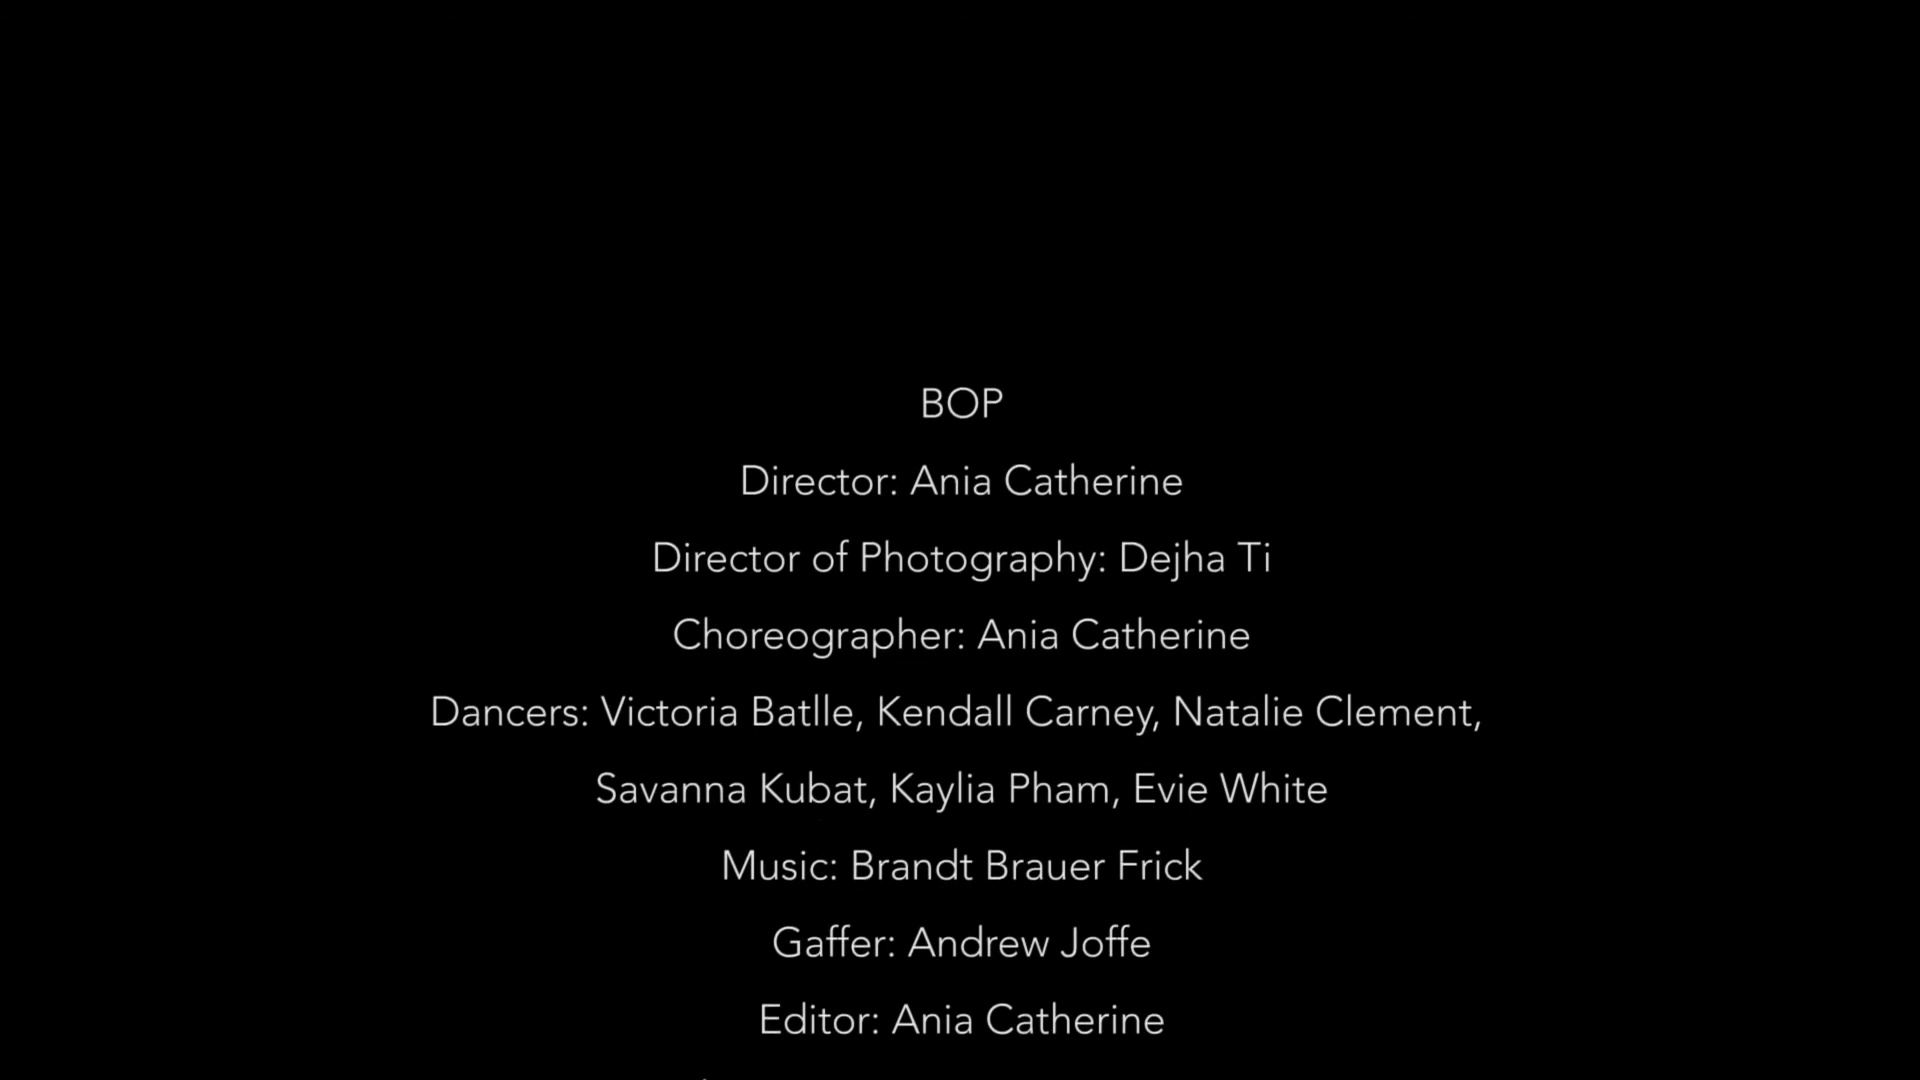 BOP
Director: Ania Catherine
Director of Photography: Dejha Ti
Choreographer: Ania Catherine
Dancers: Victoria Batlle, Kendall Carney, Natalie Clement,
Savanna Kubat, Kaylia Pham, Evie White
Music: Brandt Brauer Frick
Gaffer: Andrew Joffe
Editor: Ania Catherine